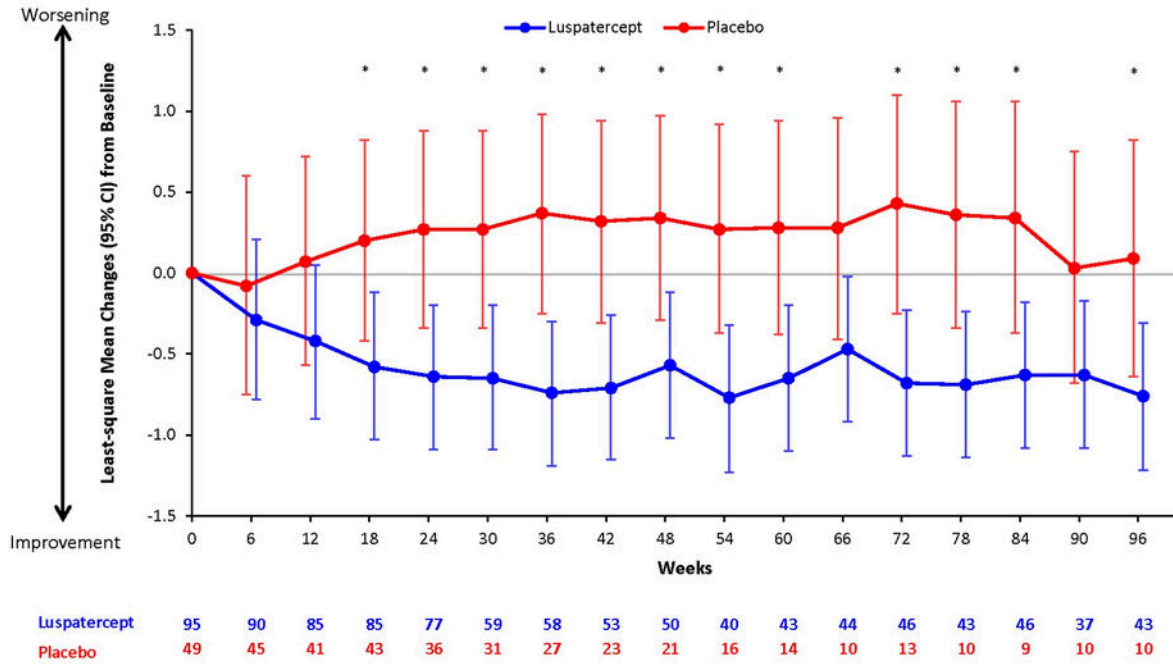 Worsening
Luspatercept Placebo
Least-square Mean Changes (95% CI) from Baseline
1.5
* * * * * * * * * * * *
1.0
0.5
0.0
-0.5
-1.0
-1.5
Improvement
0 6 12 18 24 30 36 42 48 54 60 66 72 78 84 90 96
Weeks
Luspatercept 95 90 85 85 77 59 58 53 50 40 43 44 46 43 46 37 43
Placebo 49 45 41 43 36 31 27 23 21 16 14 10 13 10 9 10 10